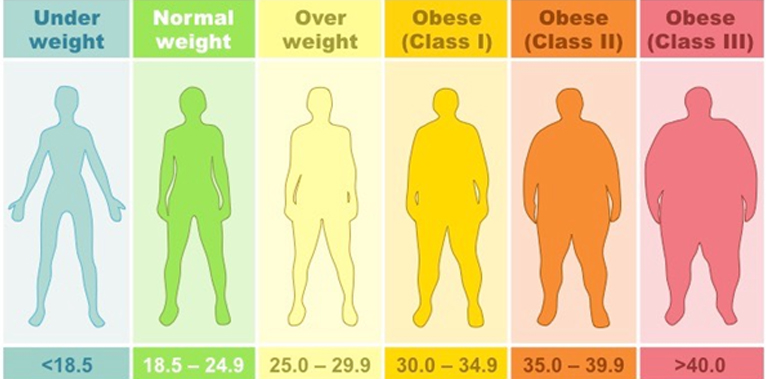 Under
weight
Normal
weight
Over
weight
Obese
(Class I)
Obese
(Class II)
Obese
(Class III)
<18.5
18.5 – 24.9
25.0 – 29.9
30.0 – 34.9
35.0 – 39.9
>40.0